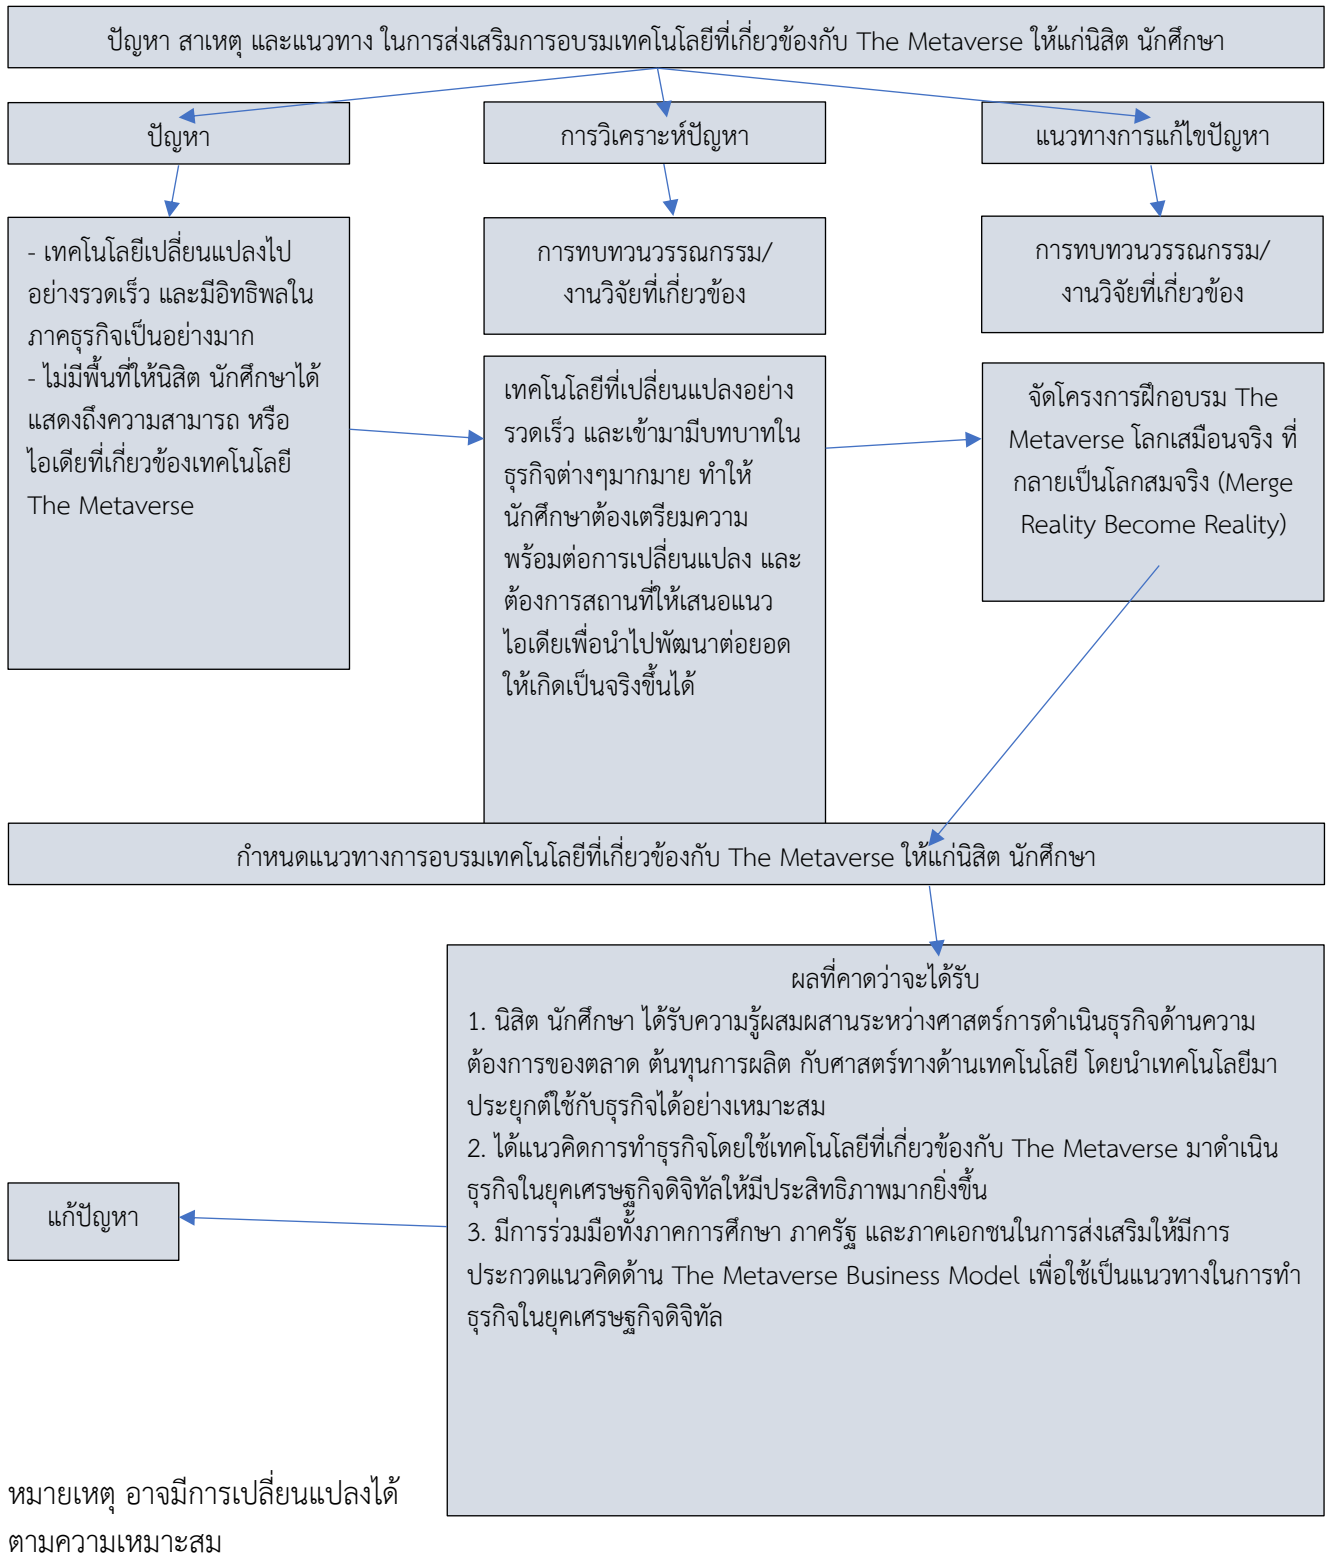 ปัญหา สาเหตุ และแนวทาง ในการส่งเสริมการอบรมเทคโนโลยีที่เกี่ยวข้องกับ The Metaverse ให้แก่นิสิต นักศึกษา
ปัญหา
การวิเคราะห์ปัญหา
แนวทางการแก้ไขปัญหา
- เทคโนโลยีเปลี่ยนแปลงไป
อย่างรวดเร็ว และมีอิทธิพลใน
ภาคธุรกิจเป็นอย่างมาก
- ไม่มีพื้นที่ให้นิสิต นักศึกษาได้
แสดงถึงความสามารถ หรือ
ไอเดียที่เกี่ยวข้องเทคโนโลยี
The Metaverse
การทบทวนวรรณกรรม/
งานวิจัยที่เกี่ยวข้อง
การทบทวนวรรณกรรม/
งานวิจัยที่เกี่ยวข้อง
เทคโนโลยีที่เปลี่ยนแปลงอย่าง
รวดเร็ว และเข้ามามีบทบาทใน
ธุรกิจต่างๆมากมาย ทำให้
นักศึกษาต้องเตรียมความ
พร้อมต่อการเปลี่ยนแปลง และ
ต้องการสถานที่ให้เสนอแนว
ไอเดียเพื่อนำไปพัฒนาต่อยอด
ให้เกิดเป็นจริงขึ้นได้
จัดโครงการฝึกอบรม The
Metaverse โลกเสมือนจริง ที่
กลายเป็นโลกสมจริง (Merge
Reality Become Reality)
กำหนดแนวทางการอบรมเทคโนโลยีที่เกี่ยวข้องกับ The Metaverse ให้แก่นิสิต นักศึกษา
ผลที่คาดว่าจะได้รับ
1. นิสิต นักศึกษา ได้รับความรู้ผสมผสานระหว่างศาสตร์การดำเนินธุรกิจด้านความ
ต้องการของตลาด ต้นทุนการผลิต กับศาสตร์ทางด้านเทคโนโลยี โดยนำเทคโนโลยีมา
ประยุกต์ใช้กับธุรกิจได้อย่างเหมาะสม
2. ได้แนวคิดการทำธุรกิจโดยใช้เทคโนโลยีที่เกี่ยวข้องกับ The Metaverse มาดำเนิน
ธุรกิจในยุคเศรษฐกิจดิจิทัลให้มีประสิทธิภาพมากยิ่งขึ้น
3. มีการร่วมมือทั้งภาคการศึกษา ภาครัฐ และภาคเอกชนในการส่งเสริมให้มีการ
ประกวดแนวคิดด้าน The Metaverse Business Model เพื่อใช้เป็นแนวทางในการทำ
ธุรกิจในยุคเศรษฐกิจดิจิทัล
แก้ปัญหา
หมายเหตุ อาจมีการเปลี่ยนแปลงได้
ตามความเหมาะสม